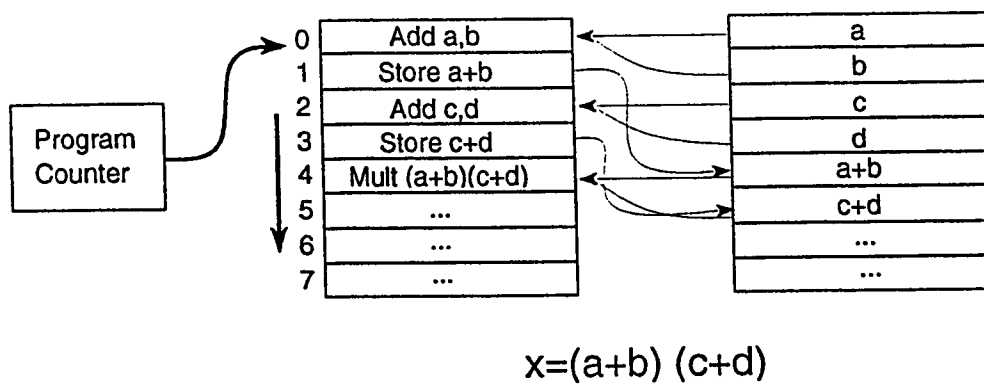 0 Add a,b a
1 Store a+b b
2 Add c,d c
3 Store c+d d
4 Mult (a+b)(c+d) a+b
5 ... c+d
6 ... ...
7 ... ...
Program
Counter
x=(a+b) (c+d)